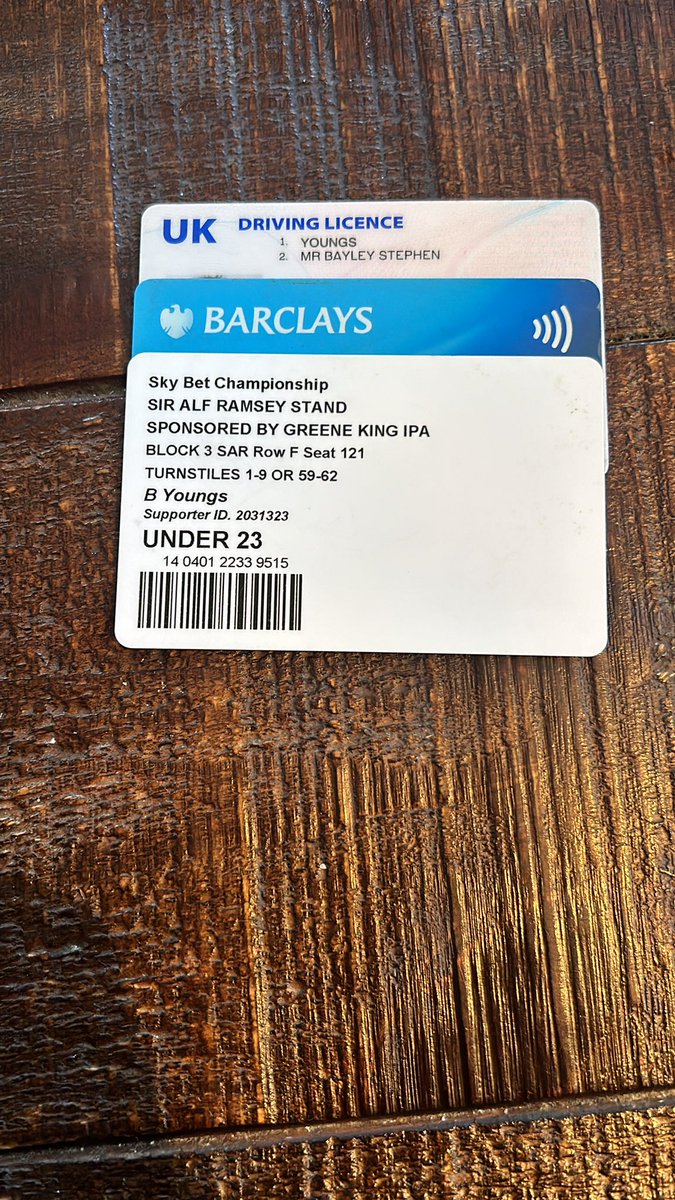 UK DRIVING LICENCE
1. YOUNGS
2. MR BAYLEY STEPHEN
BARCLAYS
Sky Bet Championship
SIR ALF RAMSEY STAND
SPONSORED BY GREENE KING IPA
BLOCK 3 SAR Row F Seat 121
TURNSTILES 1-9 OR 59-62
B Youngs
Supporter ID. 2031323
UNDER 23
14 0401 2233 9515